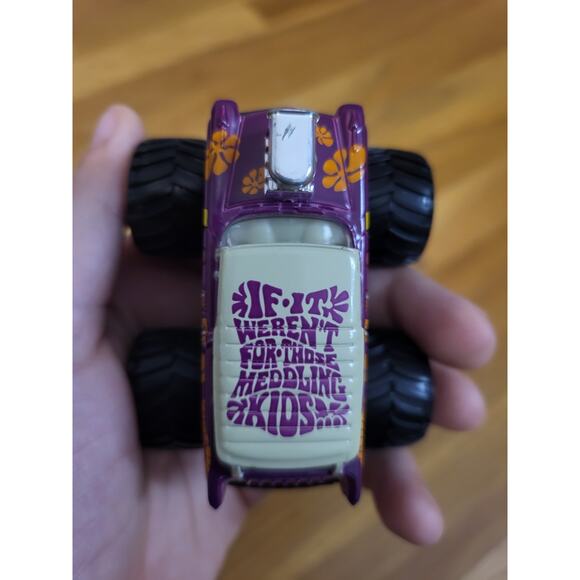 IF·IT
WEREN'T
FOR·THOSE
MEDDLING
KIDS!!!